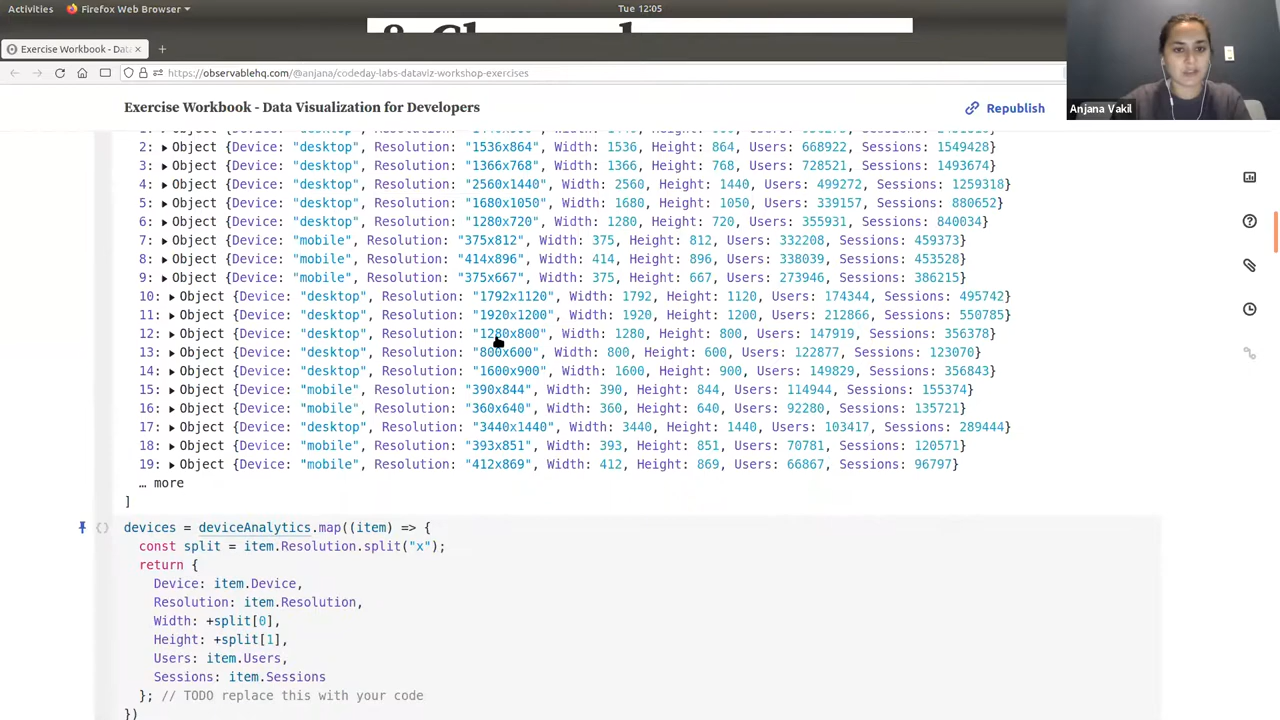 Activities Firefox Web Browser Tue 12:05
Exercise Workbook - Dat
https://observablehq.com/@anjana/codeday-labs-dataviz-workshop-exercises
Anjana Vakil
Exercise Workbook - Data Visualization for Developers Republish
2: Object {Device: "desktop", Resolution: "1536x864", Width: 1536, Height: 864, Users: 668922, Sessions: 1549428}
3: Object {Device: "desktop", Resolution: "1366x768", Width: 1366, Height: 768, Users: 728521, Sessions: 1493674}
4: Object {Device: "desktop", Resolution: "2560x1440", Width: 2560, Height: 1440, Users: 499272, Sessions: 1259318}
5: Object {Device: "desktop", Resolution: "1680x1050", Width: 1680, Height: 1050, Users: 339157, Sessions: 880652}
6: Object {Device: "desktop", Resolution: "1280x720", Width: 1280, Height: 720, Users: 355931, Sessions: 840034}
7: Object {Device: "mobile", Resolution: "375x812", Width: 375, Height: 812, Users: 332208, Sessions: 459373}
8: Object {Device: "mobile", Resolution: "414x896", Width: 414, Height: 896, Users: 338039, Sessions: 453528}
9: Object {Device: "mobile", Resolution: "375x667", Width: 375, Height: 667, Users: 273946, Sessions: 386215}
10: Object {Device: "desktop", Resolution: "1792x1120", Width: 1792, Height: 1120, Users: 174344, Sessions: 495742}
11: Object {Device: "desktop", Resolution: "1920x1200", Width: 1920, Height: 1200, Users: 212866, Sessions: 550785}
12: Object {Device: "desktop", Resolution: "1280x800", Width: 1280, Height: 800, Users: 147919, Sessions: 356378}
13: Object {Device: "desktop", Resolution: "800x600", Width: 800, Height: 600, Users: 122877, Sessions: 123070}
14: Object {Device: "desktop", Resolution: "1600x900", Width: 1600, Height: 900, Users: 149829, Sessions: 356843}
15: Object {Device: "mobile", Resolution: "390x844", Width: 390, Height: 844, Users: 114944, Sessions: 155374}
16: Object {Device: "mobile", Resolution: "360x640", Width: 360, Height: 640, Users: 92280, Sessions: 135721}
17: Object {Device: "desktop", Resolution: "3440x1440", Width: 3440, Height: 1440, Users: 103417, Sessions: 289444}
18: Object {Device: "mobile", Resolution: "393x851", Width: 393, Height: 851, Users: 70781, Sessions: 120571}
19: Object {Device: "mobile", Resolution: "412x869", Width: 412, Height: 869, Users: 66867, Sessions: 96797}
… more
]
devices = deviceAnalytics.map((item) => {
const split = item.Resolution.split("x");
return {
Device: item.Device,
Resolution: item.Resolution,
Width: +split[0],
Height: +split[1],
Users: item.Users,
Sessions: item.Sessions
}; // TODO replace this with your code
})